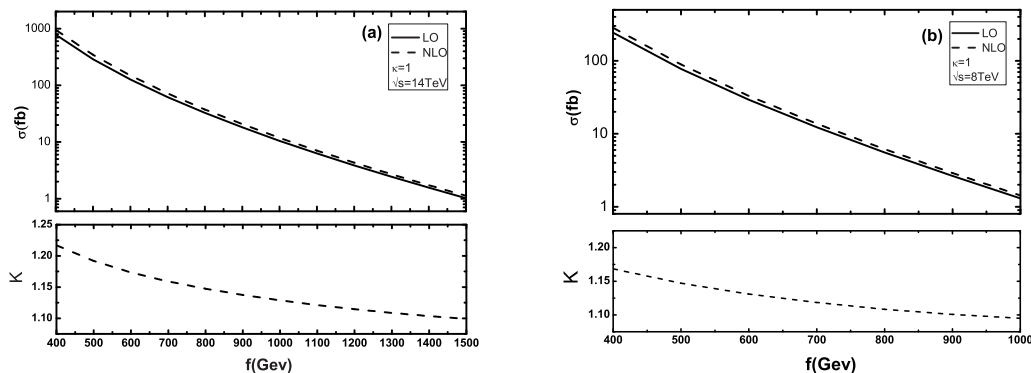 (a)
LO
NLO
κ=1
√s=14TeV
σ(fb)
1000
100
10
1
K
1.25
1.20
1.15
1.10
400 500 600 700 800 900 1000 1100 1200 1300 1400 1500
f(Gev)
(b)
LO
NLO
κ=1
√s=8TeV
σ(fb)
100
10
1
K
1.20
1.15
1.10
400 500 600 700 800 900 1000
f(Gev)